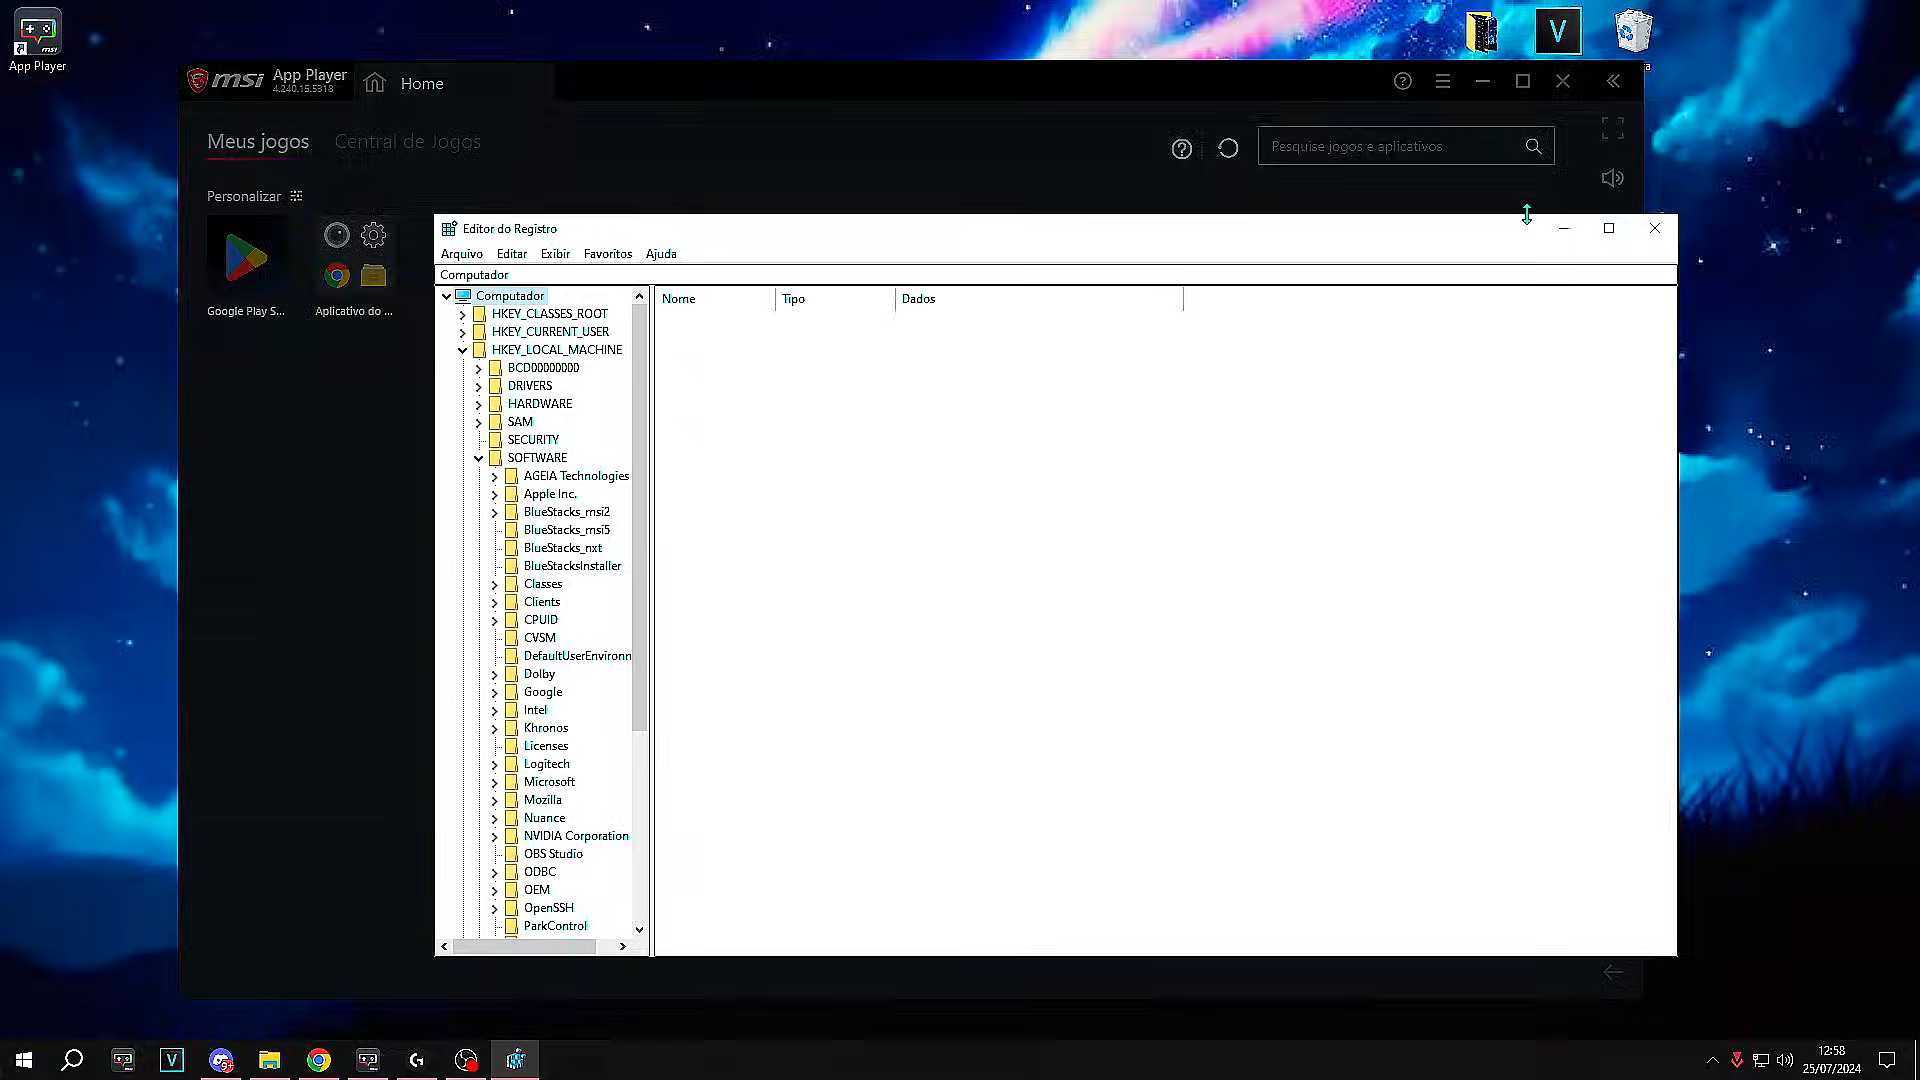 App Player
msi App Player
4.240.15.5318
Home
Meus jogos Central de Jogos
Pesquise jogos e aplicativos
Personalizar
Google Play S...
Aplicativo do ...
Editor do Registro
Arquivo Editar Exibir Favoritos Ajuda
Computador
Computador
Nome Tipo Dados
HKEY_CLASSES_ROOT
HKEY_CURRENT_USER
HKEY_LOCAL_MACHINE
BCD00000000
DRIVERS
HARDWARE
SAM
SECURITY
SOFTWARE
AGEIA Technologies
Apple Inc.
BlueStacks_msi2
BlueStacks_msi5
BlueStacks_nxt
BlueStacksInstaller
Classes
Clients
CPUID
CVSM
DefaultUserEnvironn
Dolby
Google
Intel
Khronos
Licenses
Logitech
Microsoft
Mozilla
Nuance
NVIDIA Corporation
OBS Studio
ODBC
OEM
OpenSSH
ParkControl
V
V
9+
12:58
25/07/2024